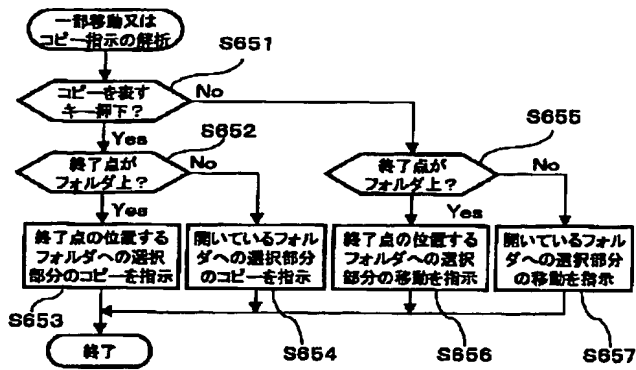 一部移動又は
コピー指示の解析
S651
コピーを表す
キー押下？
No
Yes
S652
終了点が
フォルダ上？
No
Yes
S655
終了点が
フォルダ上？
No
Yes
終了点の位置する
フォルダへの選択
部分のコピーを指示
開いているフォル
ダへの選択部分
のコピーを指示
終了点の位置する
フォルダへの選択
部分の移動を指示
開いているフォル
ダへの選択部分
の移動を指示
S653
S654
S656
S657
終了